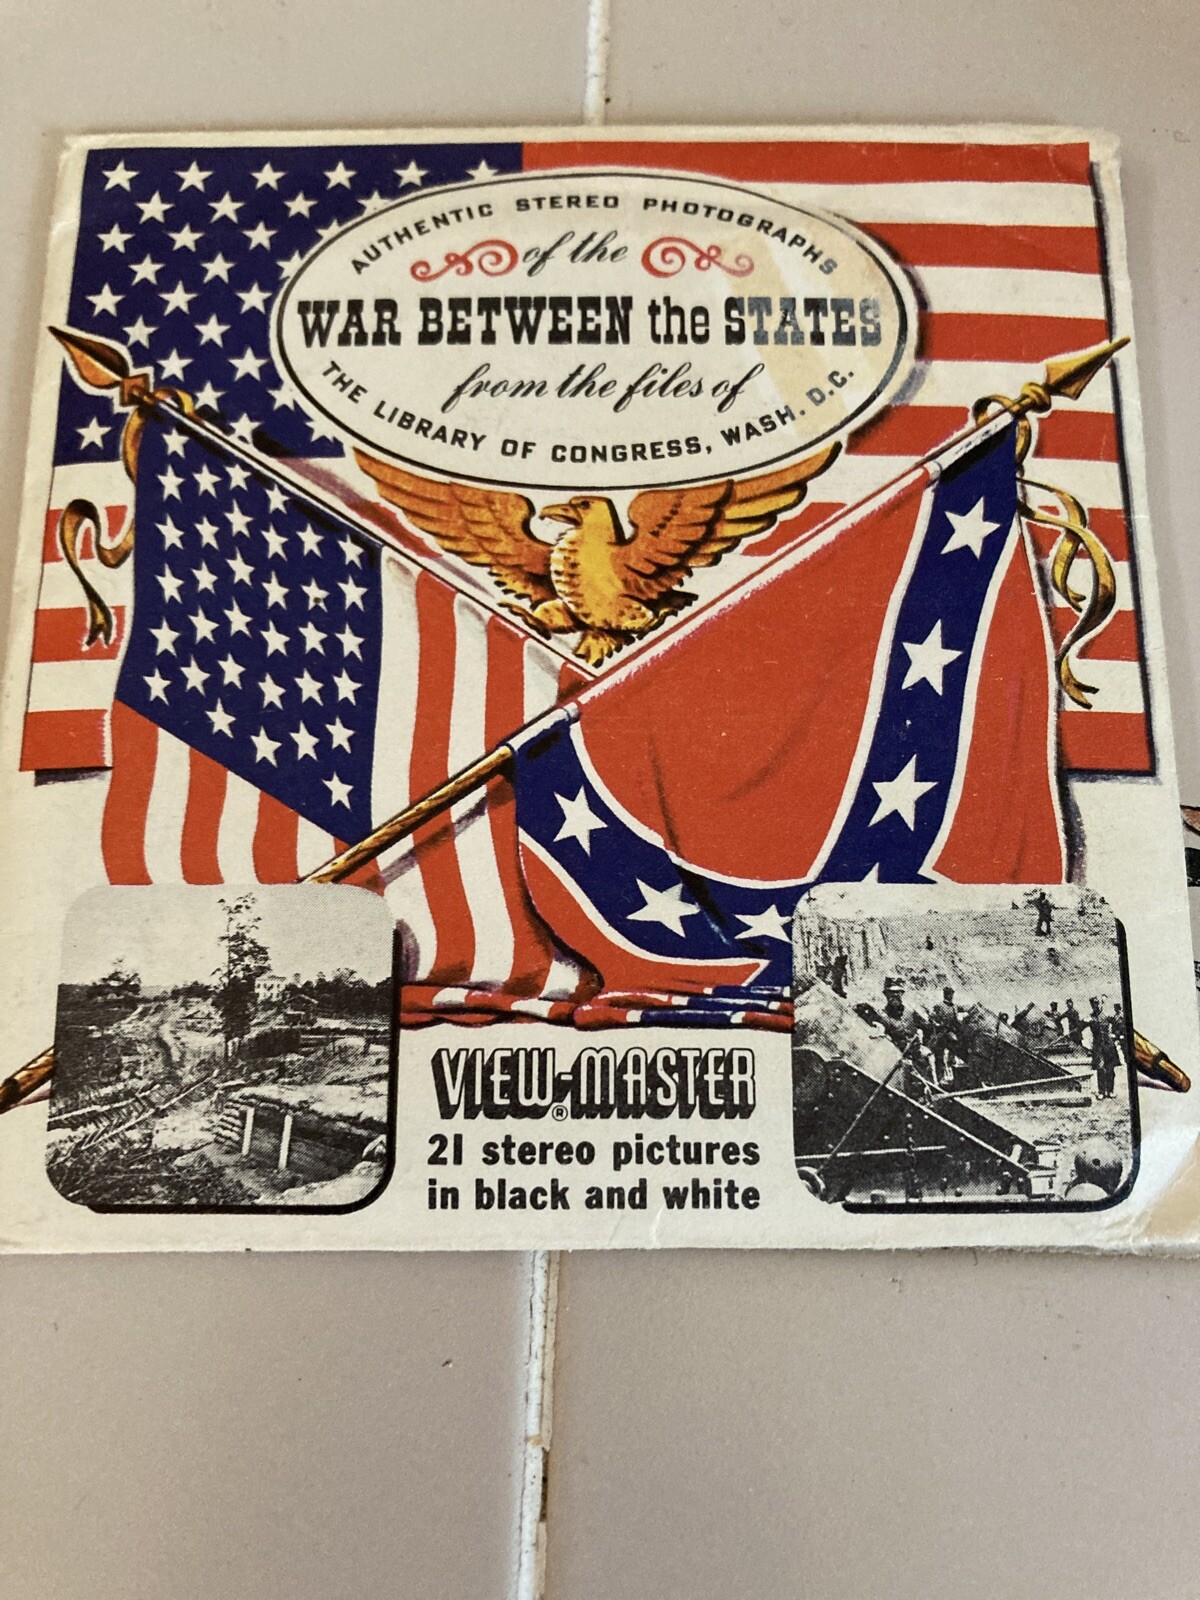 AUTHENTIC STEREO PHOTOGRAPHS
of the
WAR BETWEEN the STATES
from the files of
THE LIBRARY OF CONGRESS, WASH. D.C.
VIEW-MASTER
®
21 stereo pictures
in black and white